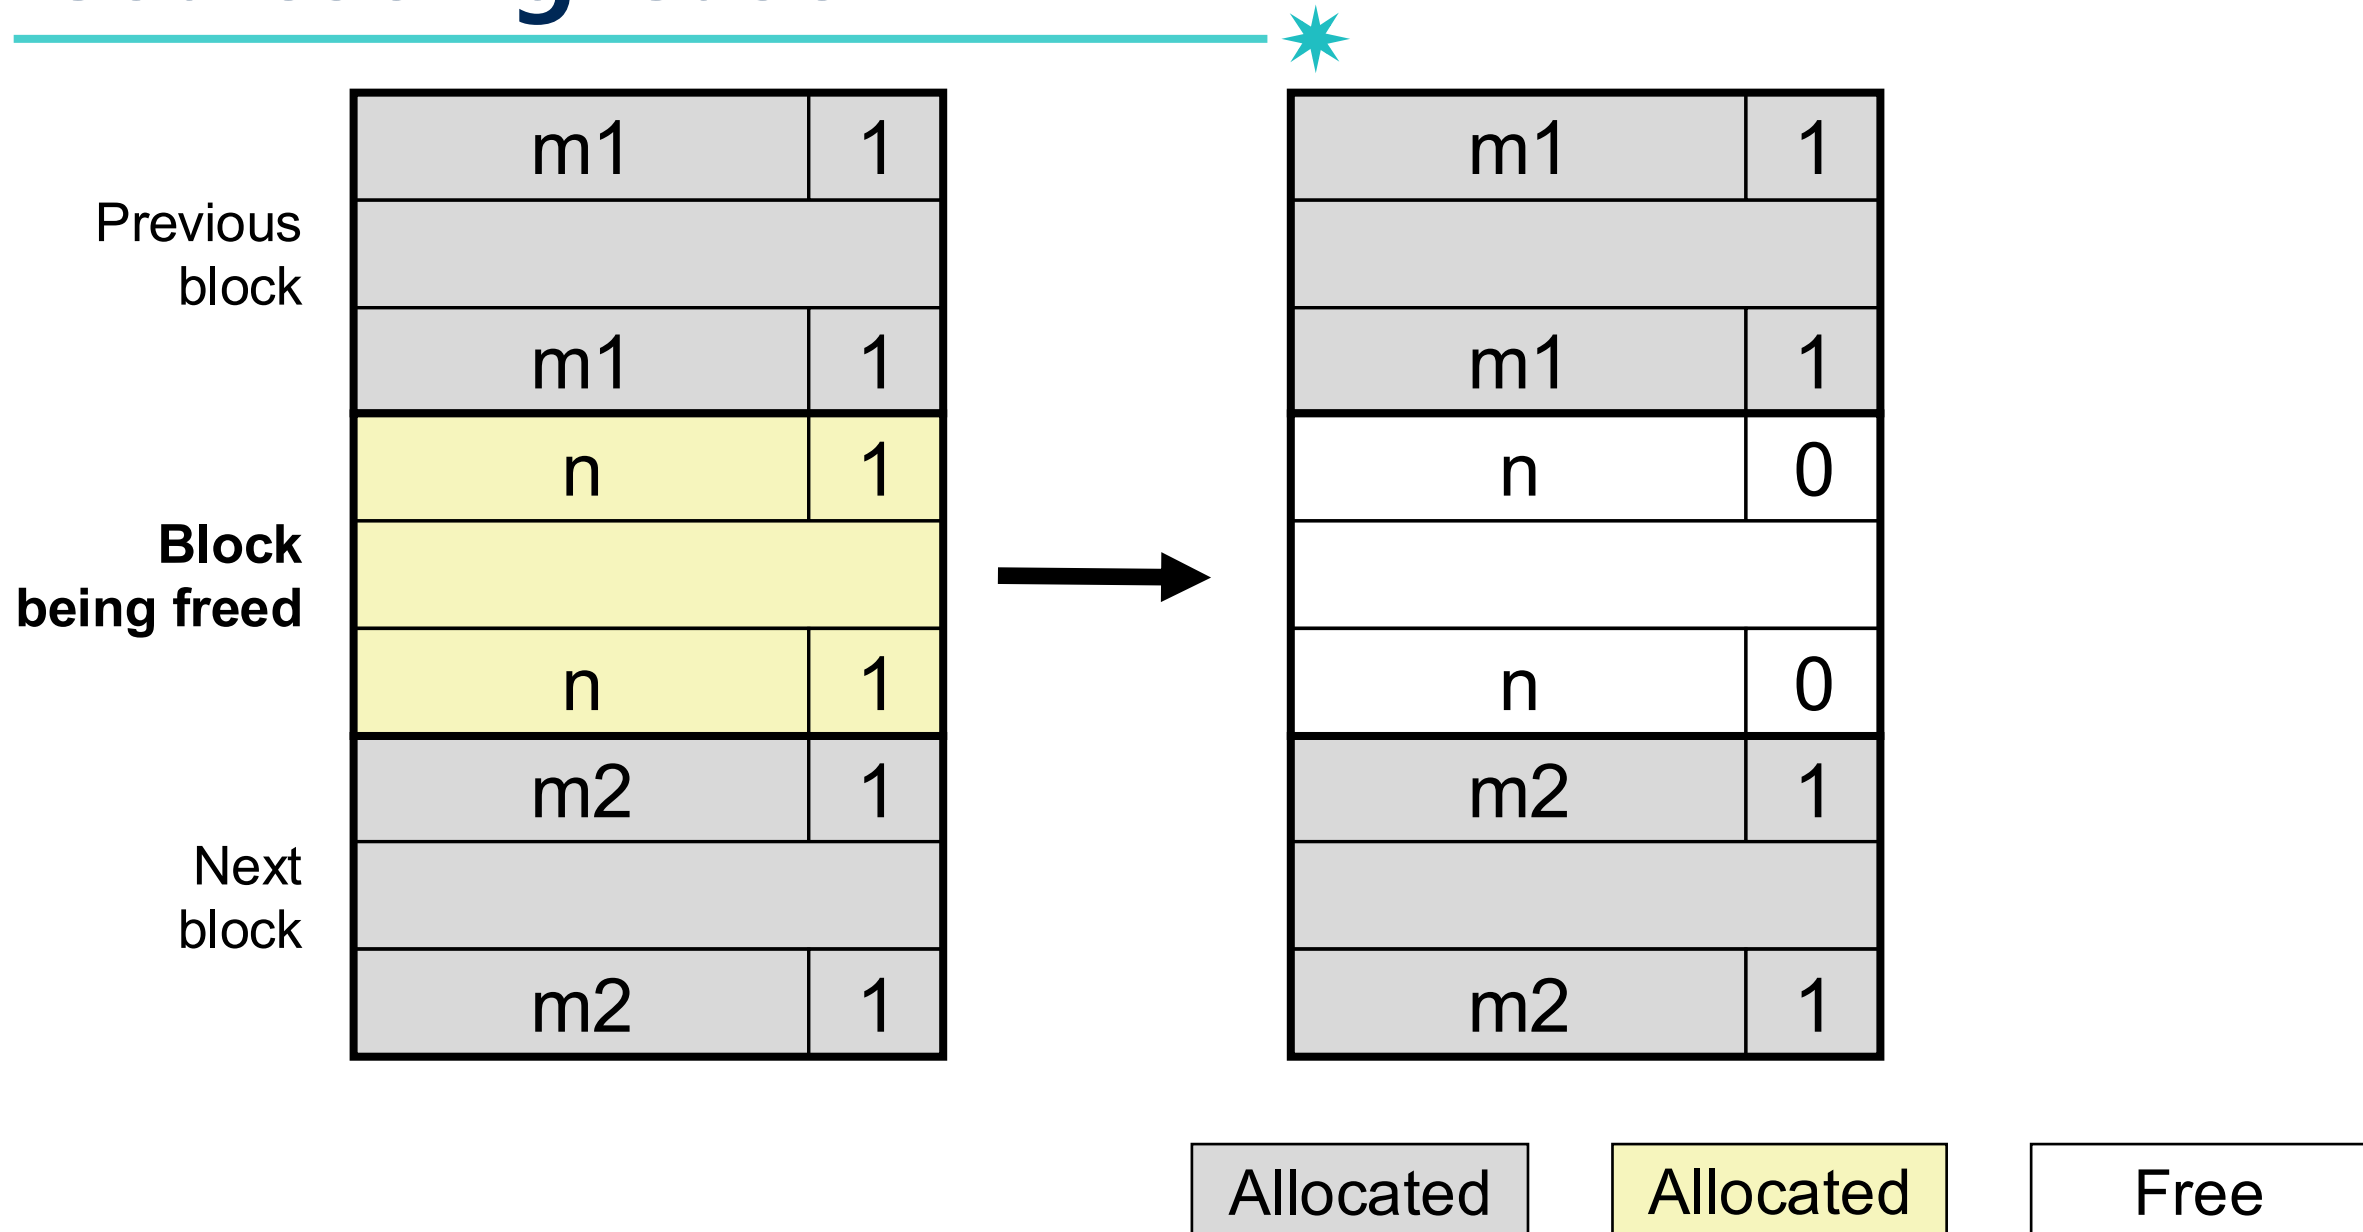 m1 1 m1 1
Previous
block
m1 1 m1 1
n 1 n 0
Block
being freed
n 1 n 0
m2 1 m2 1
Next
block
m2 1 m2 1
Allocated Allocated Free